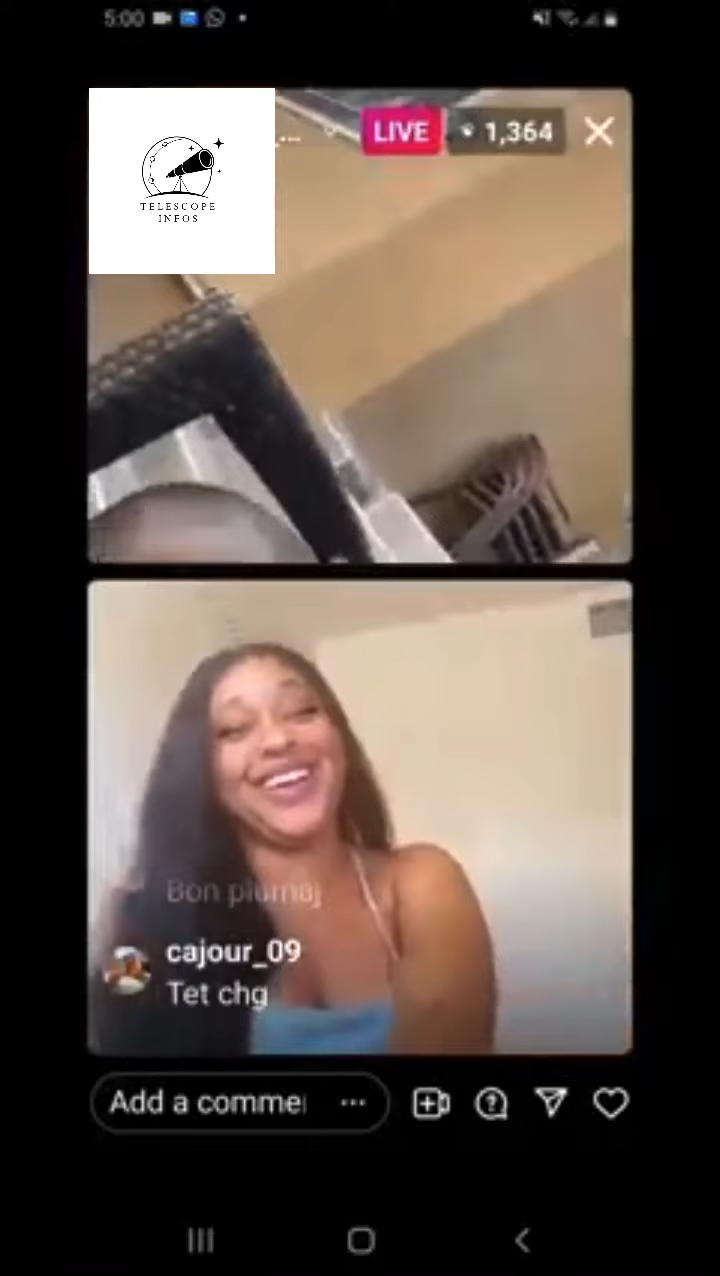 5:00
...
LIVE
1,364
TELESCOPE
INFOS
Bon plumaj
cajour_09
Tet chg
Add a comme